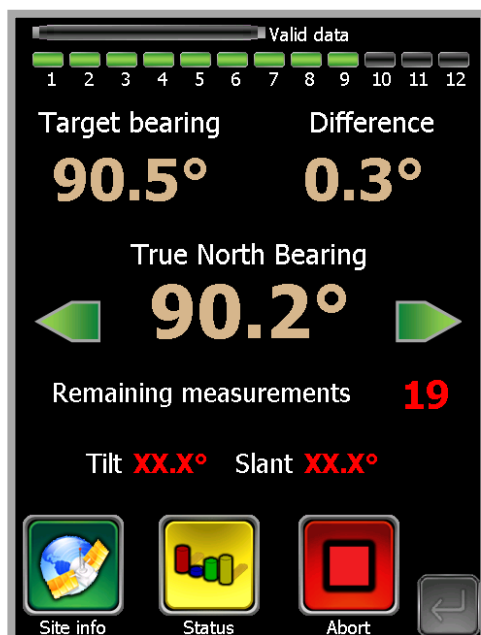 Valid data
1 2 3 4 5 6 7 8 9 10 11 12
Target bearing Difference
90.5° 0.3°
True North Bearing
90.2°
Remaining measurements 19
Tilt XX.X° Slant XX.X°
Site info Status Abort